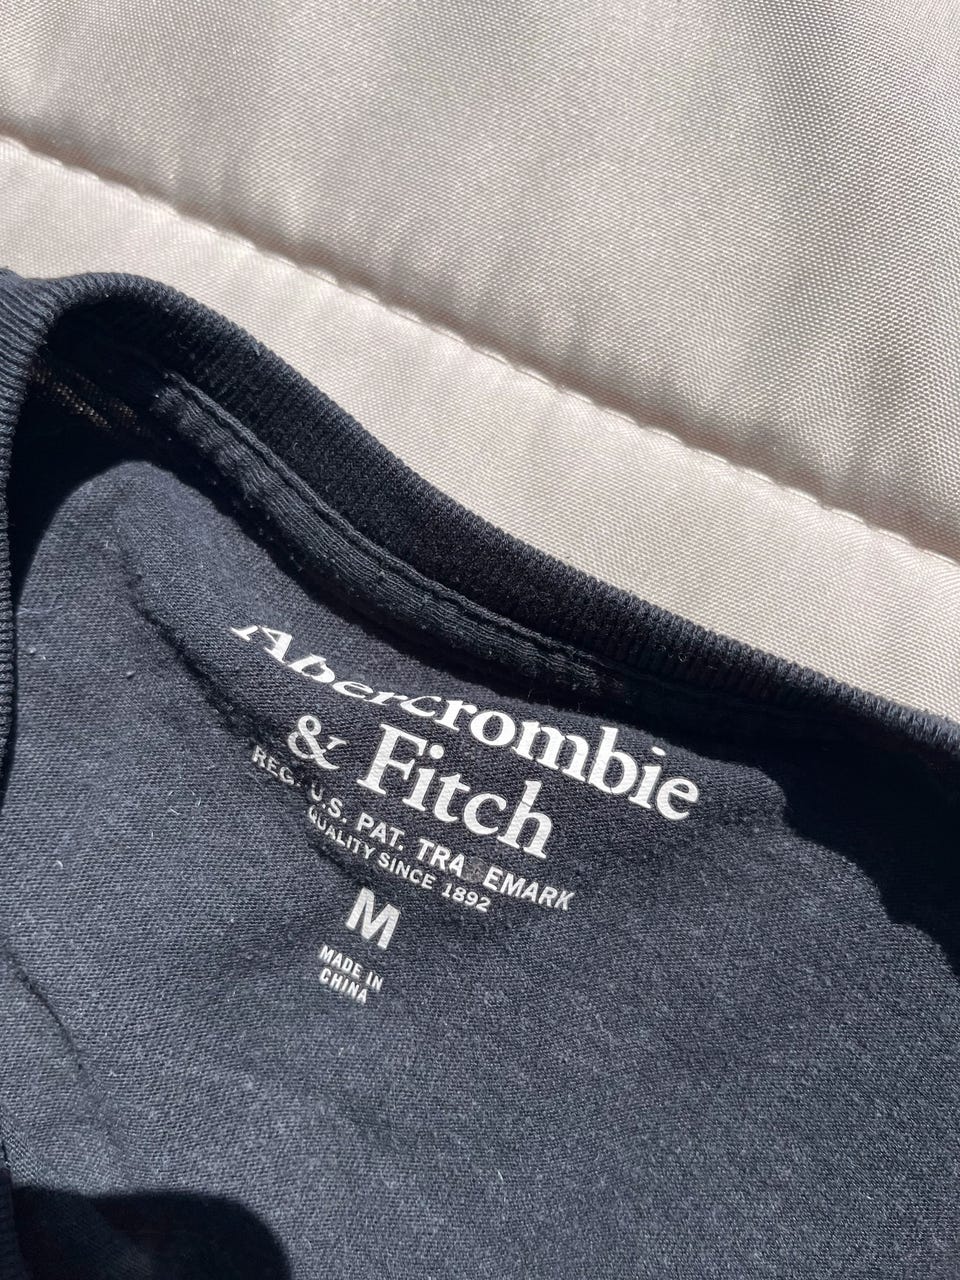 Abercrombie
& Fitch
REG. U.S. PAT. TRA EMARK
QUALITY SINCE 1892
M
MADE IN
CHINA